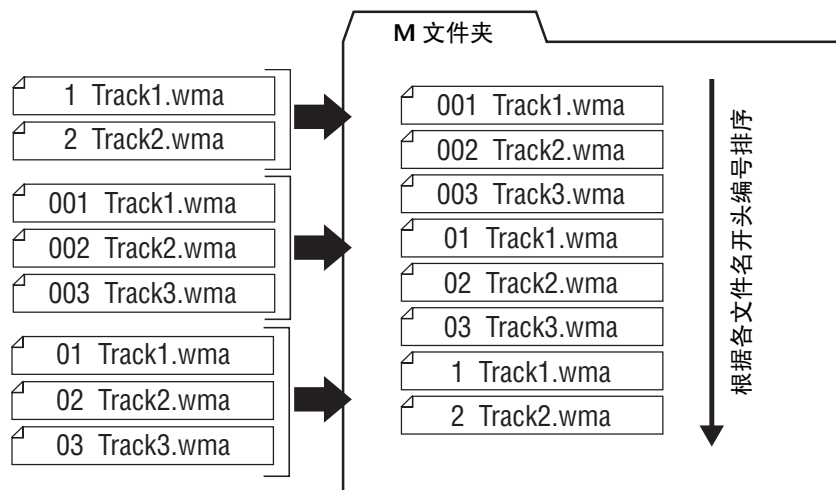 M 文件夹
1 Track1.wma
2 Track2.wma
001 Track1.wma
002 Track2.wma
003 Track3.wma
01 Track1.wma
02 Track2.wma
03 Track3.wma
001 Track1.wma
002 Track2.wma
003 Track3.wma
01 Track1.wma
02 Track2.wma
03 Track3.wma
1 Track1.wma
2 Track2.wma
根据各文件名开头编号排序